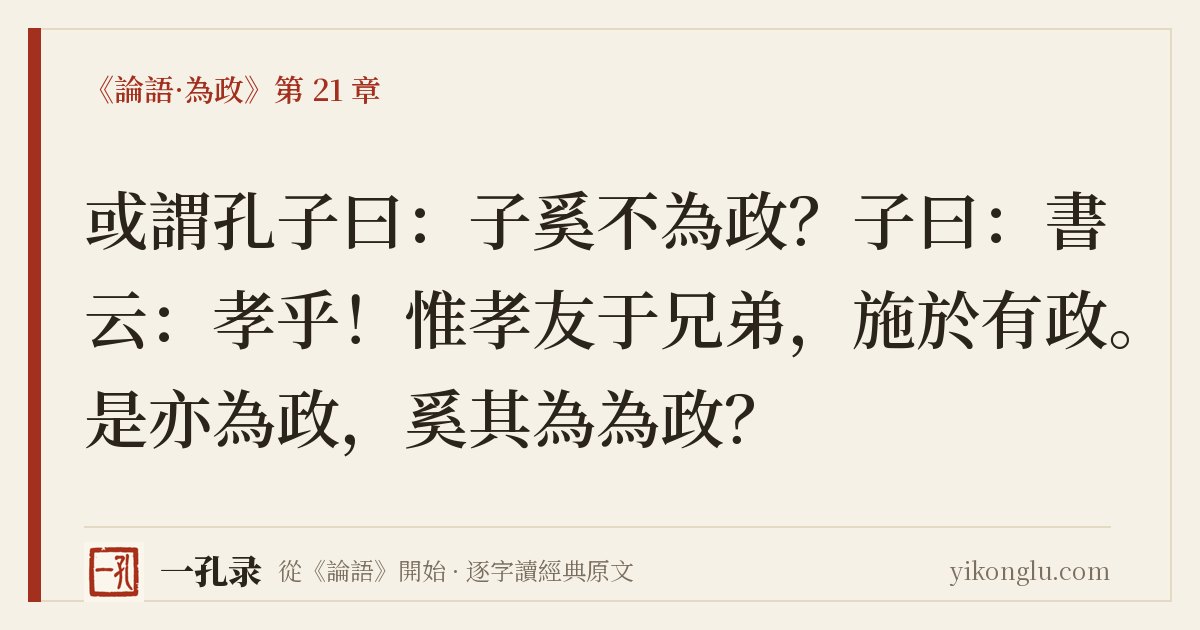 《論語·為政》第 21 章
或謂孔子曰：子奚不為政？子曰：書
云：孝乎！惟孝友于兄弟，施於有政。
是亦為政，奚其為為政？
一孔
一孔录 從《論語》開始 · 逐字讀經典原文 yikonglu.com